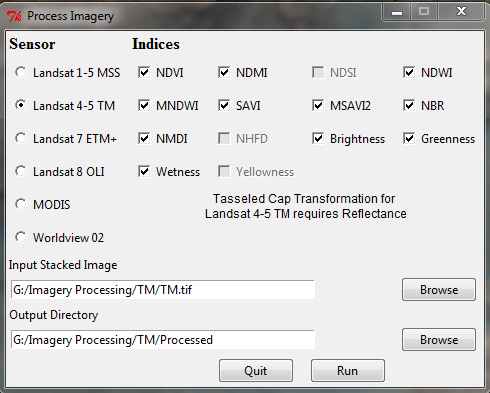 Process Imagery
Sensor Indices
Landsat 1-5 MSS NDVI NDMI NDSI NDWI
Landsat 4-5 TM MNDWI SAVI MSAVI2 NBR
Landsat 7 ETM+ NMDI NHFD Brightness Greenness
Landsat 8 OLI Wetness Yellowness
MODIS
Tasseled Cap Transformation for
Landsat 4-5 TM requires Reflectance
Worldview 02
Input Stacked Image
G:/Imagery Processing/TM/TM.tif Browse
Output Directory
G:/Imagery Processing/TM/Processed Browse
Quit Run